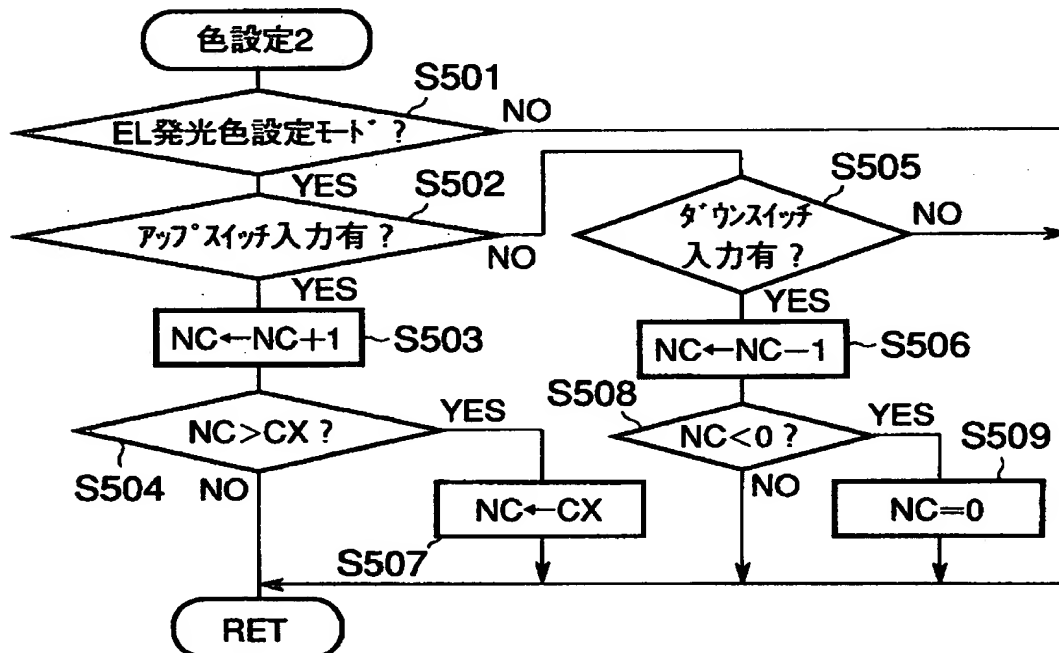 色設定2
S501
EL発光色設定ﾓｰﾄﾞ?
NO
YES
S502
ｱｯﾌﾟｽｲｯﾁ入力有?
NO
YES
S505
ﾀﾞｳﾝｽｲｯﾁ
入力有?
NO
YES
NC←NC+1
S503
NC←NC−1
S506
NC>CX?
YES
S504
NO
S508
NC<0?
YES
NO
S509
NC←CX
S507
NC=0
RET